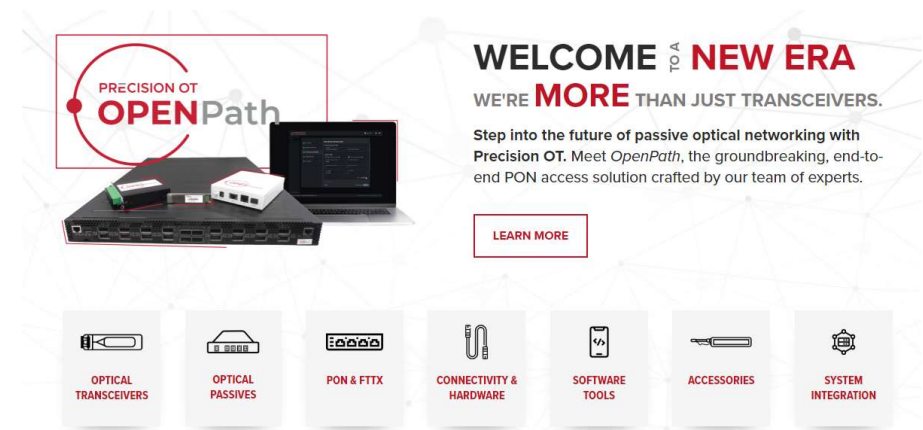 PRECISION OT
OPENPath
WELCOME TO A NEW ERA
WE'RE MORE THAN JUST TRANSCEIVERS.
Step into the future of passive optical networking with
Precision OT. Meet OpenPath, the groundbreaking, end-to-
end PON access solution crafted by our team of experts.
LEARN MORE
OPTICAL
TRANSCEIVERS
OPTICAL
PASSIVES
PON & FTTX
CONNECTIVITY &
HARDWARE
SOFTWARE
TOOLS
ACCESSORIES
SYSTEM
INTEGRATION